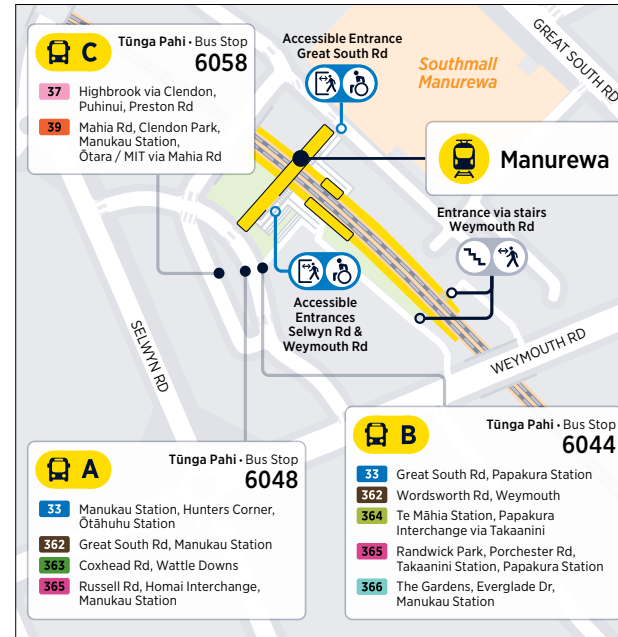 C
Tūnga Pahi • Bus Stop
6058
37 Highbrook via Clendon,
Puhinui, Preston Rd
39 Mahia Rd, Clendon Park,
Manukau Station,
Ōtara / MIT via Mahia Rd
Accessible Entrance
Great South Rd
Southmall
Manurewa
GREAT SOUTH RD
Manurewa
Entrance via stairs
Weymouth Rd
Accessible
Entrances
Selwyn Rd &
Weymouth Rd
SELWYN RD
WEYMOUTH RD
A
Tūnga Pahi • Bus Stop
6048
33 Manukau Station, Hunters Corner,
Ōtāhuhu Station
362 Great South Rd, Manukau Station
363 Coxhead Rd, Wattle Downs
365 Russell Rd, Homai Interchange,
Manukau Station
B
Tūnga Pahi • Bus Stop
6044
33 Great South Rd, Papakura Station
362 Wordsworth Rd, Weymouth
364 Te Māhia Station, Papakura
Interchange via Takaanini
365 Randwick Park, Porchester Rd,
Takaanini Station, Papakura Station
366 The Gardens, Everglade Dr,
Manukau Station